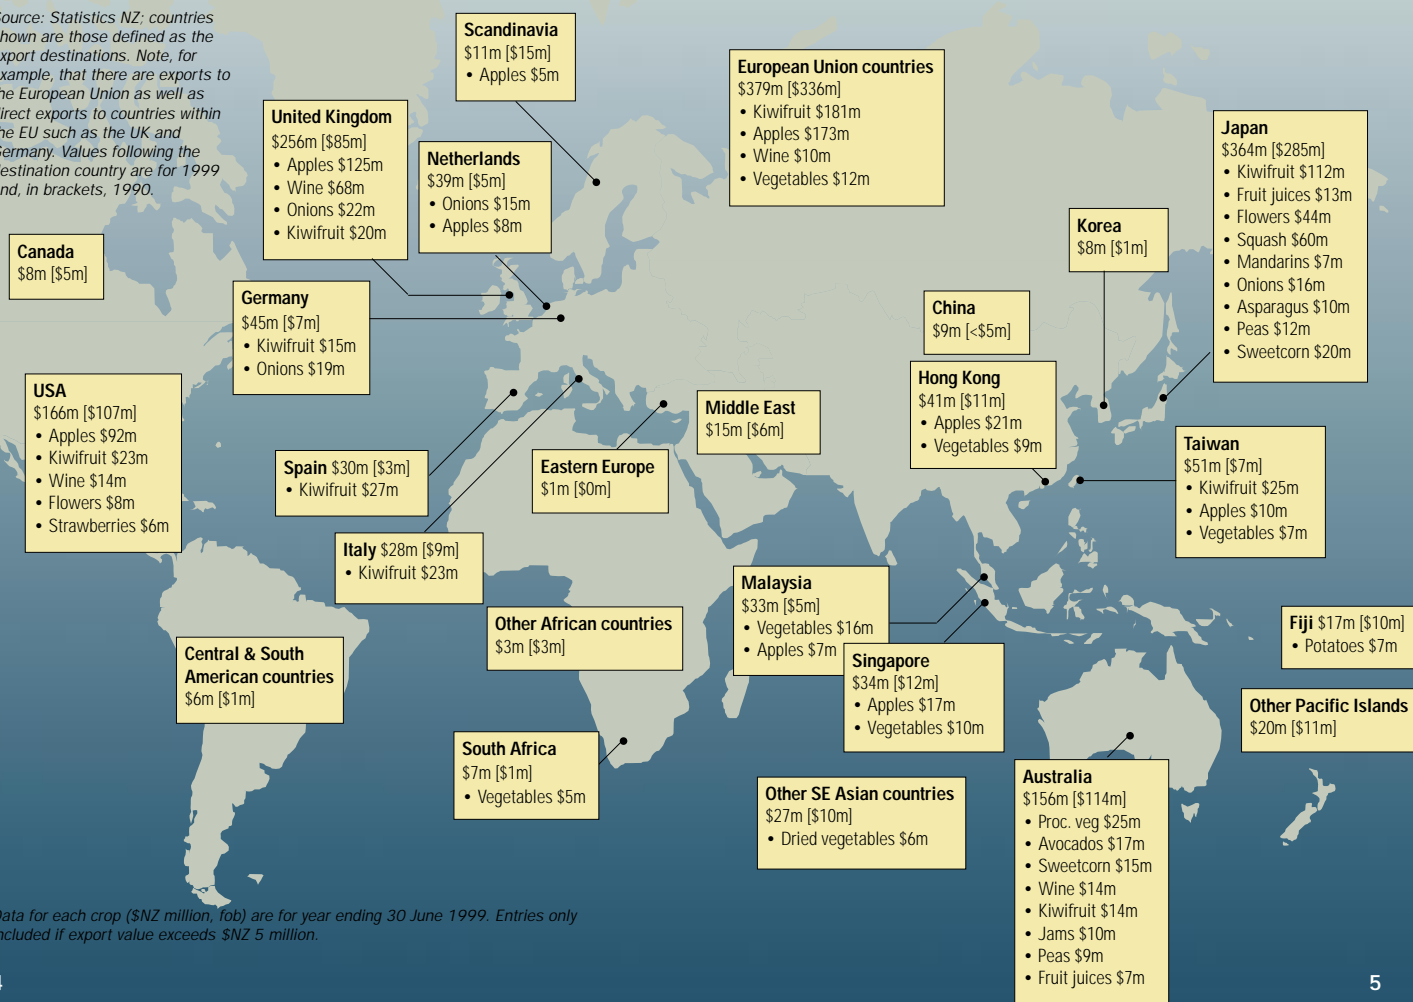 ource: Statistics NZ; countries
hown are those defined as the
xport destinations. Note, for
xample, that there are exports to
he European Union as well as
irect exports to countries within
he EU such as the UK and
ermany. Values following the
estination country are for 1999
nd, in brackets, 1990.
Scandinavia
$11m [$15m]
• Apples $5m
European Union countries
$379m [$336m]
• Kiwifruit $181m
• Apples $173m
• Wine $10m
• Vegetables $12m
United Kingdom
$256m [$85m]
• Apples $125m
• Wine $68m
• Onions $22m
• Kiwifruit $20m
Netherlands
$39m [$5m]
• Onions $15m
• Apples $8m
Japan
$364m [$285m]
• Kiwifruit $112m
• Fruit juices $13m
• Flowers $44m
• Squash $60m
• Mandarins $7m
• Onions $16m
• Asparagus $10m
• Peas $12m
• Sweetcorn $20m
Korea
$8m [$1m]
Canada
$8m [$5m]
Germany
$45m [$7m]
• Kiwifruit $15m
• Onions $19m
China
$9m [<$5m]
Hong Kong
$41m [$11m]
• Apples $21m
• Vegetables $9m
USA
$166m [$107m]
• Apples $92m
• Kiwifruit $23m
• Wine $14m
• Flowers $8m
• Strawberries $6m
Middle East
$15m [$6m]
Taiwan
$51m [$7m]
• Kiwifruit $25m
• Apples $10m
• Vegetables $7m
Spain $30m [$3m]
• Kiwifruit $27m
Eastern Europe
$1m [$0m]
Italy $28m [$9m]
• Kiwifruit $23m
Malaysia
$33m [$5m]
• Vegetables $16m
• Apples $7m
Other African countries
$3m [$3m]
Fiji $17m [$10m]
• Potatoes $7m
Central & South
American countries
$6m [$1m]
Singapore
$34m [$12m]
• Apples $17m
• Vegetables $10m
Other Pacific Islands
$20m [$11m]
South Africa
$7m [$1m]
• Vegetables $5m
Other SE Asian countries
$27m [$10m]
• Dried vegetables $6m
Australia
$156m [$114m]
• Proc. veg $25m
• Avocados $17m
• Sweetcorn $15m
• Wine $14m
• Kiwifruit $14m
• Jams $10m
• Peas $9m
• Fruit juices $7m
ata for each crop ($NZ million, fob) are for year ending 30 June 1999. Entries only
ncluded if export value exceeds $NZ 5 million.
4
5